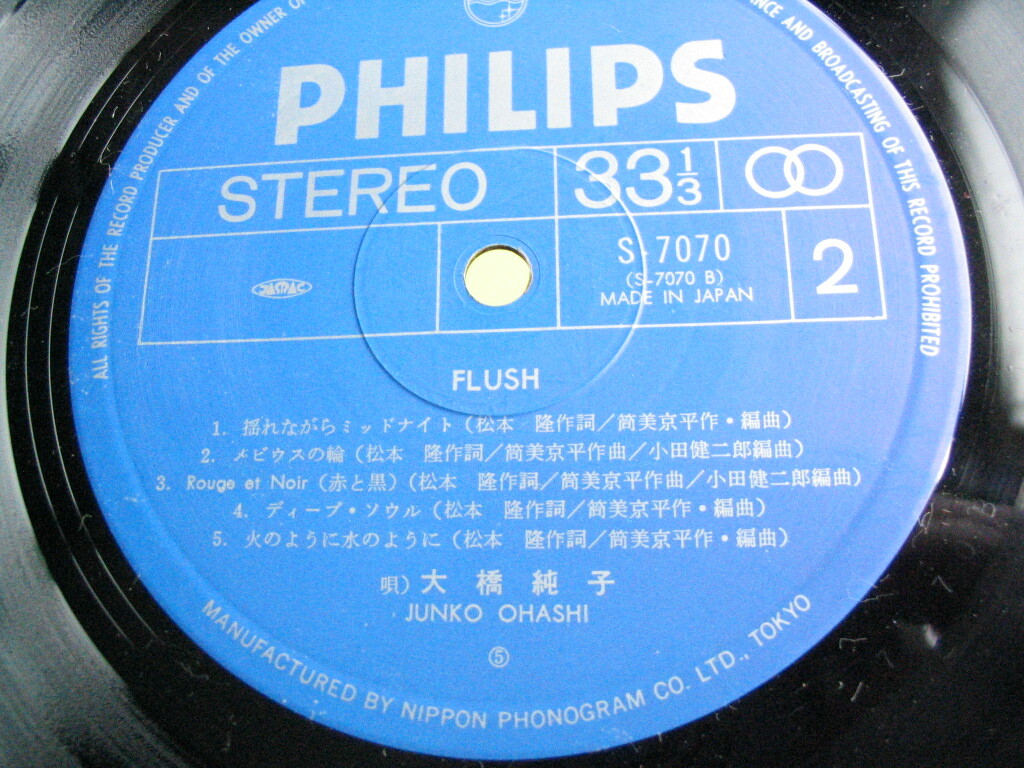 ALL RIGHTS OF THE RECORD PRODUCER AND OF THE OWNER OF
NCE AND BROADCASTING OF THIS RECORD PROHIBITED
PHILIPS
STEREO
33 1/3
S-7070
(S-7070 B)
MADE IN JAPAN
2
JASRAC
FLUSH
1. 揺れながらミッドナイト(松本 隆作詞/筒美京平作・編曲)
2. メビウスの輪(松本 隆作詞/筒美京平作曲/小田健二郎編曲)
3. Rouge et Noir(赤と黒)(松本 隆作詞/筒美京平作曲/小田健二郎編曲)
4. ディープ・ソウル(松本 隆作詞/筒美京平作・編曲)
5. 火のように水のように(松本 隆作詞/筒美京平作・編曲)
唄)大橋純子
JUNKO OHASHI
⑤
MANUFACTURED BY NIPPON PHONOGRAM CO. LTD., TOKYO